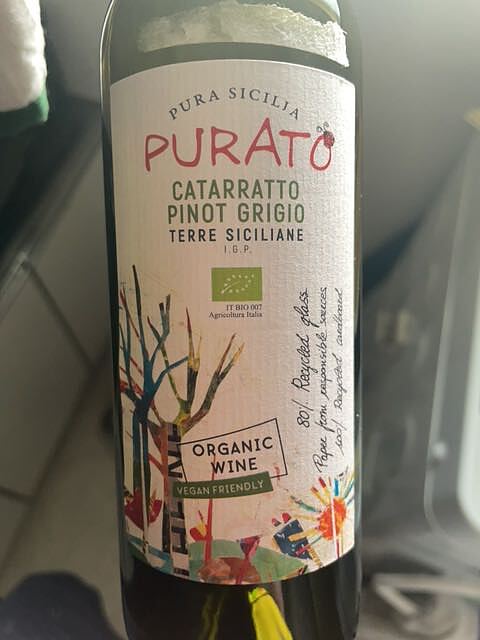 PURA SICILIA
PURATO
CATARRATTO
PINOT GRIGIO
TERRE SICILIANE
I.G.P.
IT BIO 007
Agricoltura Italia
80% Recycled glass
Paper from responsible sources
100% Recycled cardboard
ORGANIC
WINE
VEGAN FRIENDLY